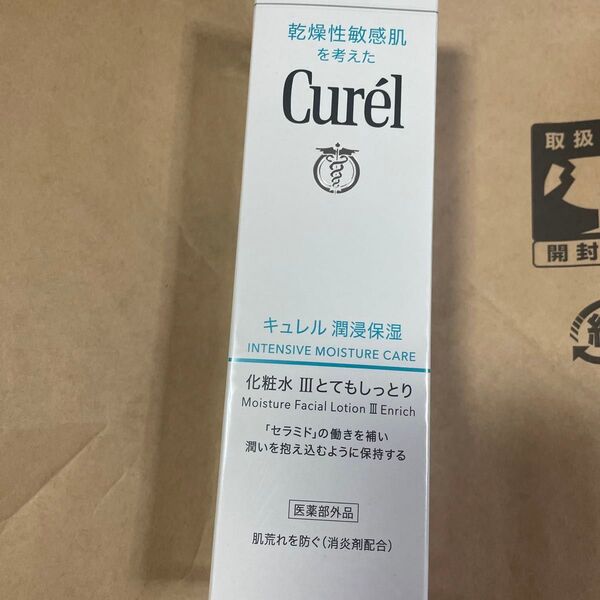 乾燥性敏感肌
を考えた
Curél
キュレル 潤浸保湿
INTENSIVE MOISTURE CARE
化粧水 Ⅲとてもしっとり
Moisture Facial Lotion Ⅲ Enrich
「セラミド」の働きを補い
潤いを抱え込むように保持する
医薬部外品
肌荒れを防ぐ（消炎剤配合）
取扱
開封